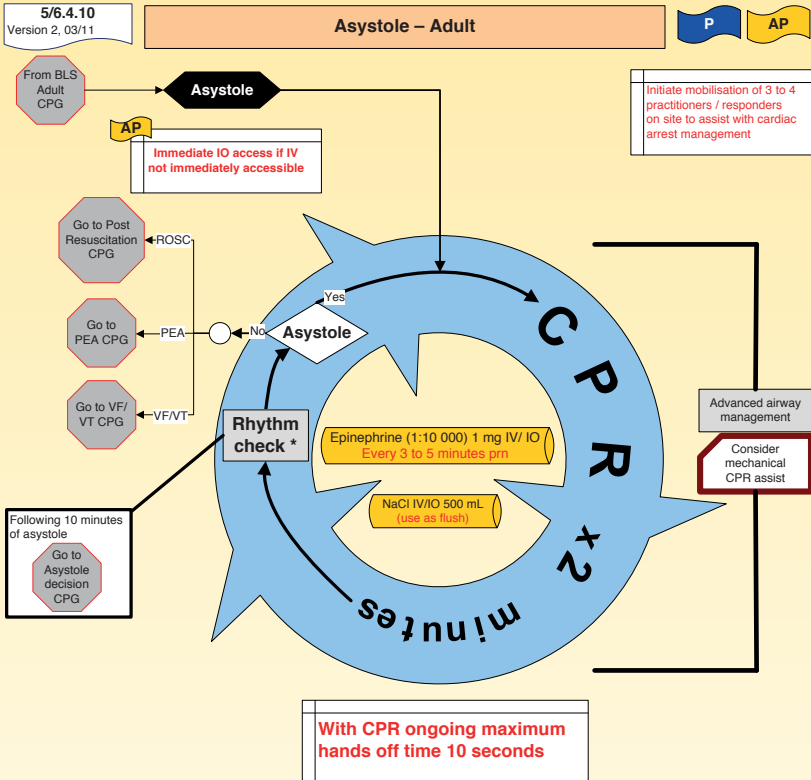 5/6.4.10
Version 2, 03/11
Asystole – Adult
P
AP
From BLS
Adult
CPG
Asystole
Initiate mobilisation of 3 to 4
practitioners / responders
on site to assist with cardiac
arrest management
AP
Immediate IO access if IV
not immediately accessible
Go to Post
Resuscitation
CPG
ROSC
Yes
Go to
PEA CPG
PEA
No
Asystole
Go to VF/
VT CPG
VF/VT
Rhythm
check *
CPR x2 minutes
Epinephrine (1:10 000) 1 mg IV/ IO
Every 3 to 5 minutes prn
NaCl IV/IO 500 mL
(use as flush)
Advanced airway
management
Consider
mechanical
CPR assist
Following 10 minutes
of asystole
Go to
Asystole
decision
CPG
With CPR ongoing maximum
hands off time 10 seconds